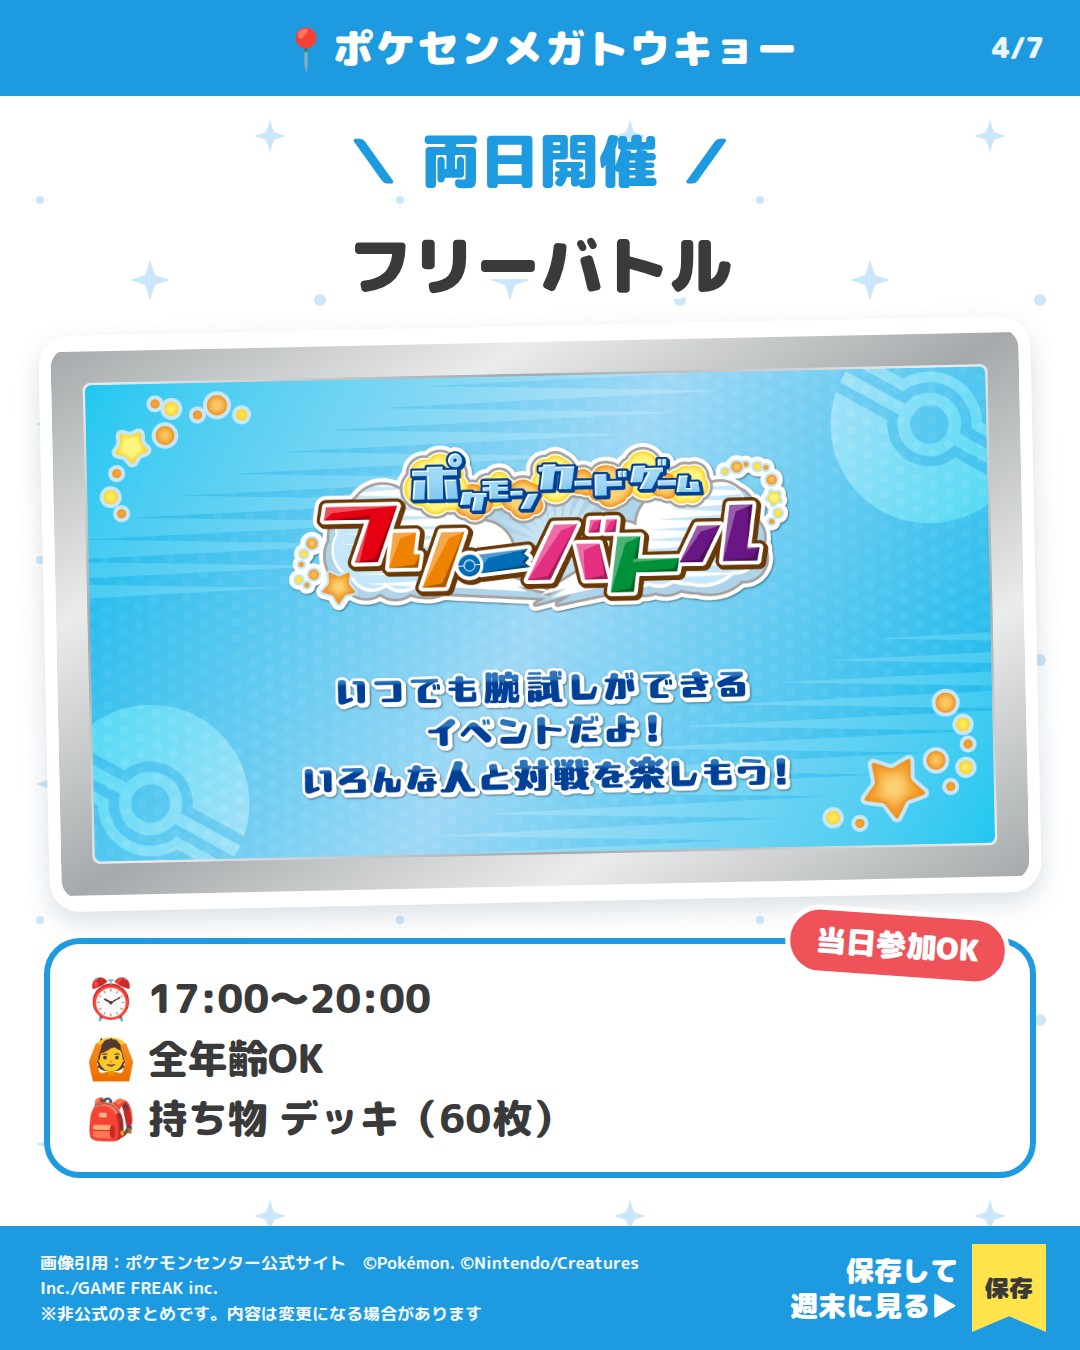 📍ポケセンメガトウキョー
4/7
＼ 両日開催 ／
フリーバトル
ポケモンカードゲーム
フリーバトル
いつでも腕試しができる
イベントだよ！
いろんな人と対戦を楽しもう！
当日参加OK
⏰ 17:00〜20:00
🙆 全年齢OK
🎒 持ち物 デッキ（60枚）
画像引用：ポケモンセンター公式サイト　©Pokémon. ©Nintendo/Creatures
Inc./GAME FREAK inc.
※非公式のまとめです。内容は変更になる場合があります
保存して
週末に見る▶
保存